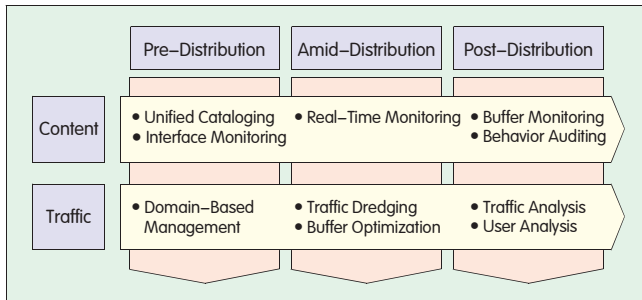 Pre–Distribution
Amid–Distribution
Post–Distribution
Content
• Unified Cataloging
• Interface Monitoring
• Real–Time Monitoring
• Buffer Monitoring
• Behavior Auditing
Traffic
• Domain–Based
Management
• Traffic Dredging
• Buffer Optimization
• Traffic Analysis
• User Analysis